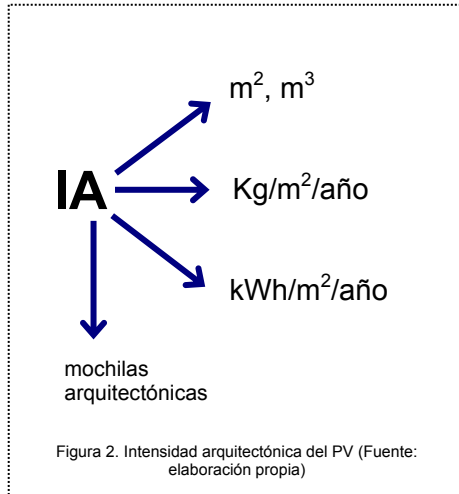 m², m³
IA
Kg/m²/año
kWh/m²/año
mochilas
arquitectónicas
Figura 2. Intensidad arquitectónica del PV (Fuente:
elaboración propia)